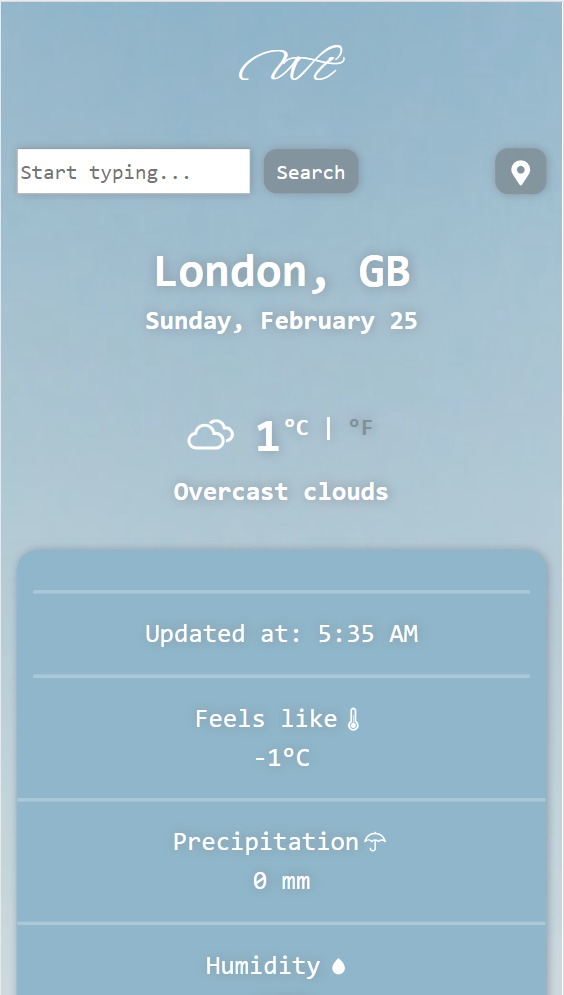 Wt
Start typing... Search
London, GB
Sunday, February 25
1°C | °F
Overcast clouds
Updated at: 5:35 AM
Feels like
-1°C
Precipitation
0 mm
Humidity